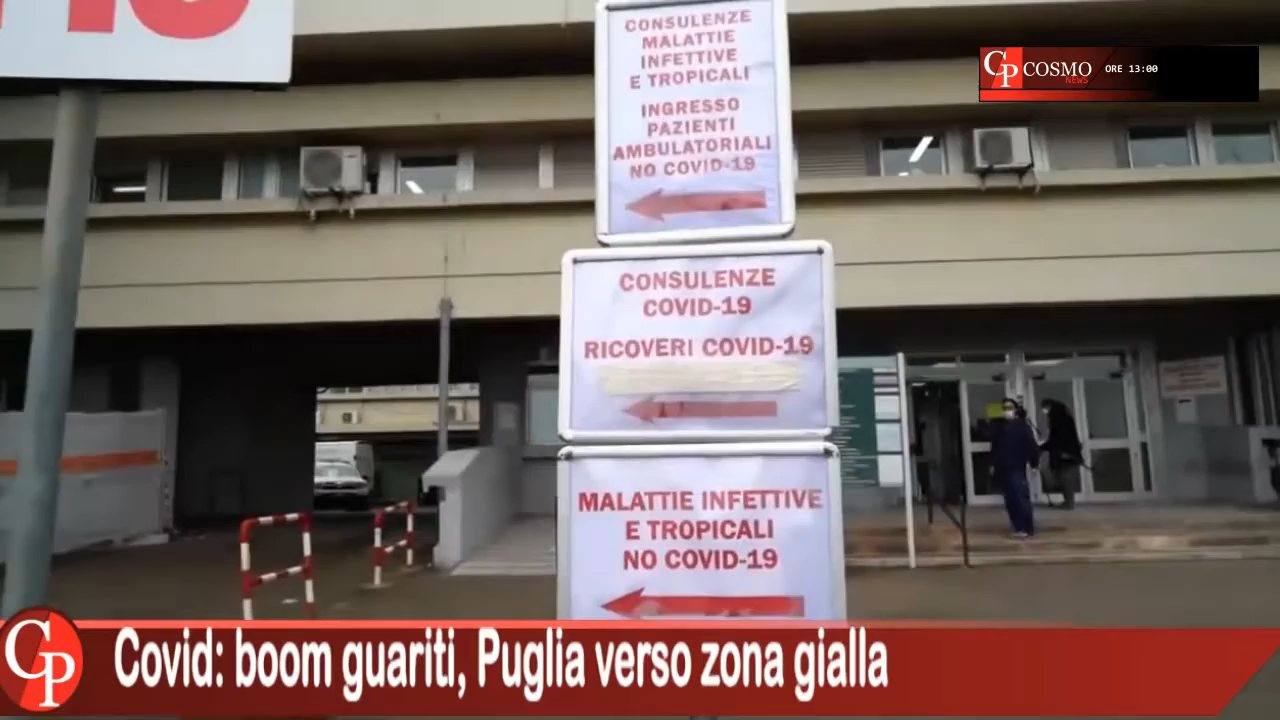 CONSULENZE
MALATTIE
INFETTIVE
E TROPICALI
INGRESSO
PAZIENTI
AMBULATORIALI
NO COVID-19
CP COSMO
NEWS
ORE 13:00
CONSULENZE
COVID-19
RICOVERI COVID-19
MALATTIE INFETTIVE
E TROPICALI
NO COVID-19
CP
Covid: boom guariti, Puglia verso zona gialla